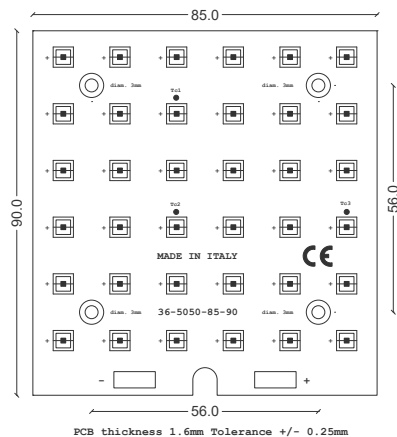 85.0
90.0
56.0
+ + + + + +
diam. 3mm diam. 3mm
Tc1
+ + + + + +
+ + + + + +
Tc2 Tc3
+ + + + + +
MADE IN ITALY CE
+ + + + + +
diam. 3mm 36-5050-85-90 diam. 3mm
+ + + + + +
- +
56.0
PCB thickness 1.6mm Tolerance +/- 0.25mm